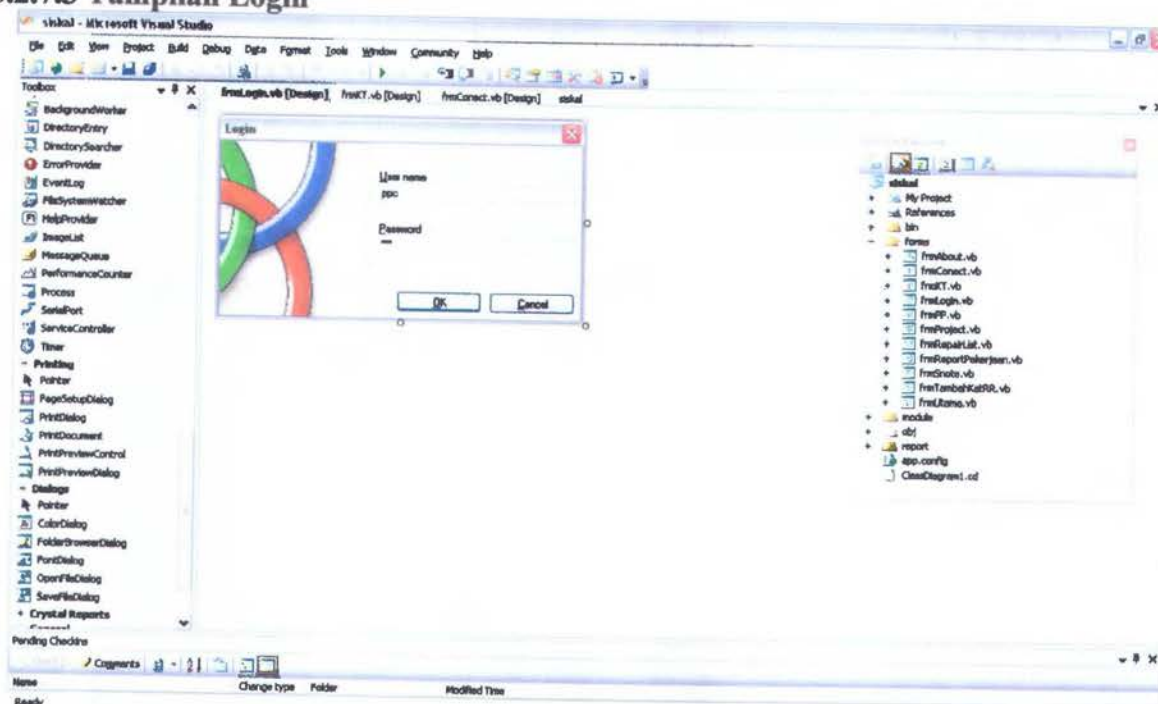 Tampilan Login
siskal - Microsoft Visual Studio
File Edit View Project Build Debug Data Format Tools Window Community Help
Toolbox
frmLogin.vb [Design] frmKT.vb [Design] frmConect.vb [Design] siskal
BackgroundWorker
DirectoryEntry
DirectorySearcher
ErrorProvider
EventLog
FileSystemWatcher
HelpProvider
ImageList
MessageQueue
PerformanceCounter
Process
SerialPort
ServiceController
Timer
Printing
Pointer
PageSetupDialog
PrintDialog
PrintDocument
PrintPreviewControl
PrintPreviewDialog
Dialogs
Pointer
ColorDialog
FolderBrowserDialog
FontDialog
OpenFileDialog
SaveFileDialog
Crystal Reports
General
Login
User name
ppc
Password
OK Cancel
siskal
My Project
References
bin
forms
frmAbout.vb
frmConect.vb
frmKT.vb
frmLogin.vb
frmPP.vb
frmProject.vb
frmRepairList.vb
frmReportPekerjaan.vb
frmSnote.vb
frmTambahKatRR.vb
frmUtama.vb
module
obj
report
app.config
ClassDiagram1.cd
Pending Checkins
Comments
Name Change type Folder Modified Time
Ready